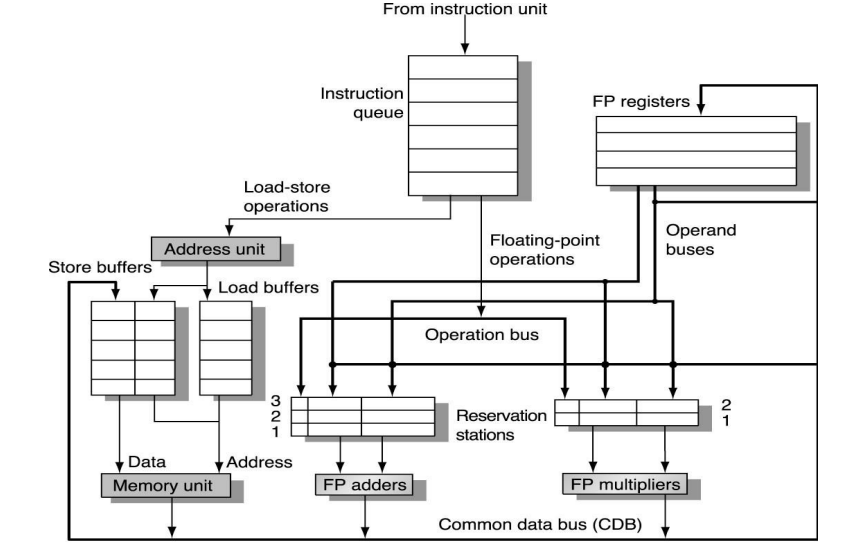 From instruction unit
Instruction
queue
FP registers
Load-store
operations
Address unit
Floating-point
operations
Operand
buses
Store buffers
Load buffers
Operation bus
3
2
1
Reservation
stations
2
1
Data
Address
Memory unit
FP adders
FP multipliers
Common data bus (CDB)